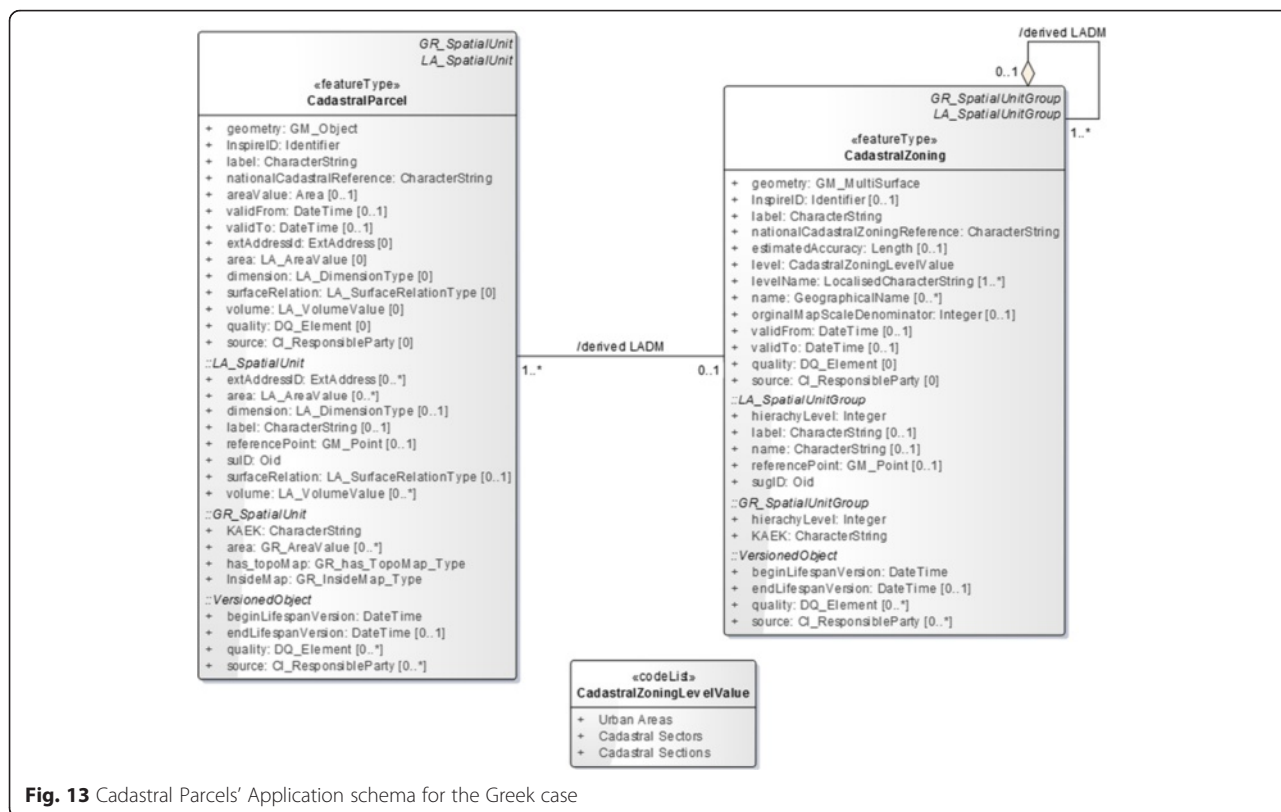 GR_SpatialUnit
LA_SpatialUnit
«featureType»
CadastralParcel
+ geometry: GM_Object
+ InspireID: Identifier
+ label: CharacterString
+ nationalCadastralReference: CharacterString
+ areaValue: Area [0..1]
+ validFrom: DateTime [0..1]
+ validTo: DateTime [0..1]
+ extAddressId: ExtAddress [0]
+ area: LA_AreaValue [0]
+ dimension: LA_DimensionType [0]
+ surfaceRelation: LA_SurfaceRelationType [0]
+ volume: LA_VolumeValue [0]
+ quality: DQ_Element [0]
+ source: CI_ResponsibleParty [0]
::LA_SpatialUnit
+ extAddressID: ExtAddress [0..*]
+ area: LA_AreaValue [0..*]
+ dimension: LA_DimensionType [0..1]
+ label: CharacterString [0..1]
+ referencePoint: GM_Point [0..1]
+ suID: Oid
+ surfaceRelation: LA_SurfaceRelationType [0..1]
+ volume: LA_VolumeValue [0..*]
::GR_SpatialUnit
+ KAEK: CharacterString
+ area: GR_AreaValue [0..*]
+ has_topoMap: GR_has_TopoMap_Type
+ InsideMap: GR_InsideMap_Type
::VersionedObject
+ beginLifespanVersion: DateTime
+ endLifespanVersion: DateTime [0..1]
+ quality: DQ_Element [0..*]
+ source: CI_ResponsibleParty [0..*]
/derived LADM
1..*
0..1
/derived LADM
0..1
1..*
GR_SpatialUnitGroup
LA_SpatialUnitGroup
«featureType»
CadastralZoning
+ geometry: GM_MultiSurface
+ InspireID: Identifier [0..1]
+ label: CharacterString
+ nationalCadastralZoningReference: CharacterString
+ estimatedAccuracy: Length [0..1]
+ level: CadastralZoningLevelValue
+ levelName: LocalisedCharacterString [1..*]
+ name: GeographicalName [0..*]
+ orginalMapScaleDenominator: Integer [0..1]
+ validFrom: DateTime [0..1]
+ validTo: DateTime [0..1]
+ quality: DQ_Element [0]
+ source: CI_ResponsibleParty [0]
::LA_SpatialUnitGroup
+ hierachyLevel: Integer
+ label: CharacterString [0..1]
+ name: CharacterString [0..1]
+ referencePoint: GM_Point [0..1]
+ sugID: Oid
::GR_SpatialUnitGroup
+ hierachyLevel: Integer
+ KAEK: CharacterString
::VersionedObject
+ beginLifespanVersion: DateTime
+ endLifespanVersion: DateTime [0..1]
+ quality: DQ_Element [0..*]
+ source: CI_ResponsibleParty [0..*]
«codeList»
CadastralZoningLevelValue
+ Urban Areas
+ Cadastral Sectors
+ Cadastral Sections
Fig. 13 Cadastral Parcels' Application schema for the Greek case